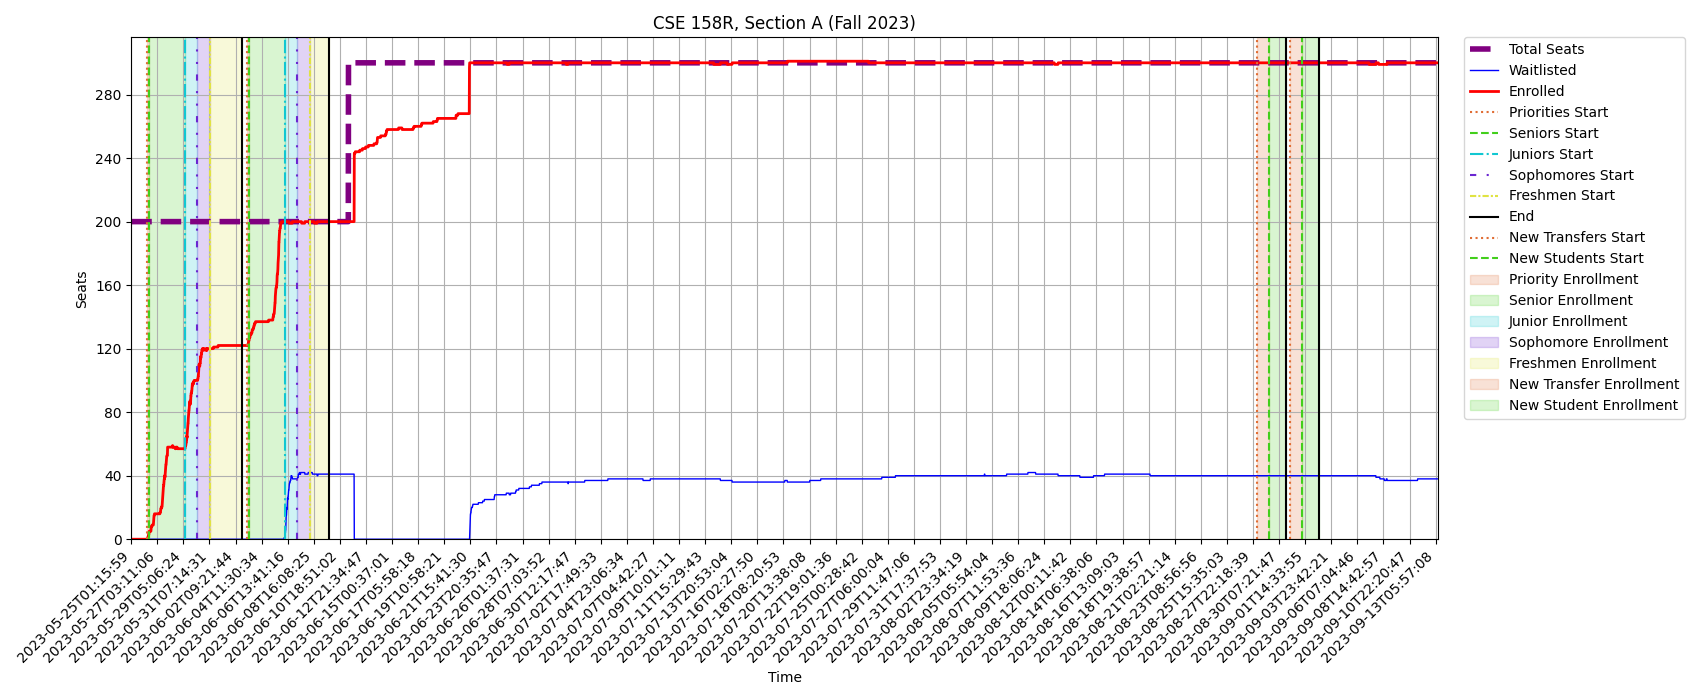 CSE 158R, Section A (Fall 2023)
Seats
280
240
200
160
120
80
40
0
2023-05-25T01:15:59
2023-05-27T03:11:06
2023-05-29T05:06:24
2023-05-31T07:14:31
2023-06-02T09:21:44
2023-06-04T11:30:34
2023-06-06T13:41:16
2023-06-08T16:08:25
2023-06-10T18:51:02
2023-06-12T21:34:47
2023-06-15T00:37:01
2023-06-17T05:58:18
2023-06-19T10:58:21
2023-06-21T15:41:30
2023-06-23T20:35:47
2023-06-26T01:37:31
2023-06-28T07:03:52
2023-06-30T12:17:47
2023-07-02T17:49:33
2023-07-04T23:06:34
2023-07-07T04:42:27
2023-07-09T10:01:11
2023-07-11T15:29:43
2023-07-13T20:53:04
2023-07-16T02:27:50
2023-07-18T08:20:53
2023-07-20T13:38:08
2023-07-22T19:01:36
2023-07-25T00:28:42
2023-07-27T06:00:04
2023-07-29T11:47:06
2023-07-31T17:37:53
2023-08-02T23:34:19
2023-08-05T05:54:04
2023-08-07T11:53:36
2023-08-09T18:06:24
2023-08-12T00:11:42
2023-08-14T06:38:06
2023-08-16T13:09:03
2023-08-18T19:38:57
2023-08-21T02:21:14
2023-08-23T08:56:56
2023-08-25T15:35:03
2023-08-27T22:18:39
2023-08-30T07:21:47
2023-09-01T14:33:55
2023-09-03T23:42:21
2023-09-06T07:04:46
2023-09-08T14:42:57
2023-09-10T22:20:47
2023-09-13T05:57:08
Time
Total Seats
Waitlisted
Enrolled
Priorities Start
Seniors Start
Juniors Start
Sophomores Start
Freshmen Start
End
New Transfers Start
New Students Start
Priority Enrollment
Senior Enrollment
Junior Enrollment
Sophomore Enrollment
Freshmen Enrollment
New Transfer Enrollment
New Student Enrollment